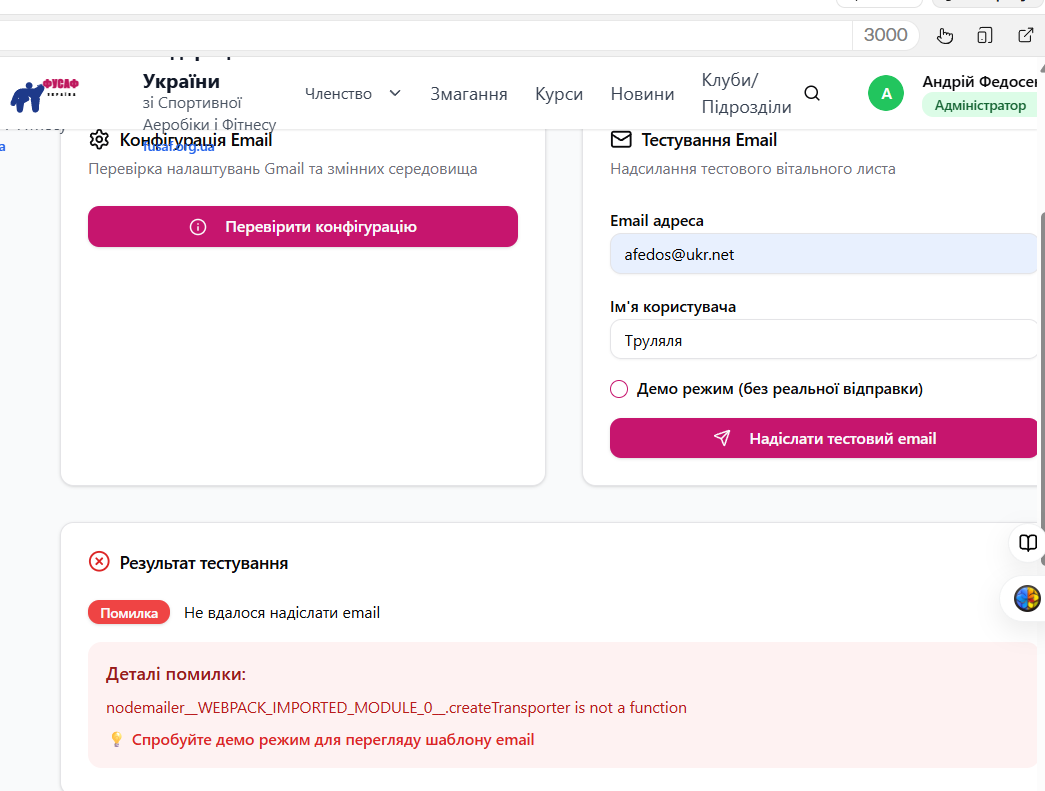 3000
ФУСАФ
УКРАЇНА
України
зі Спортивної
Аеробіки і Фітнесу
fusaf.org.ua
Членство
Змагання
Курси
Новини
Клуби/
Підрозділи
А
Андрій Федосе
Адміністратор
Конфігурація Email
Перевірка налаштувань Gmail та змінних середовища
Перевірити конфігурацію
Тестування Email
Надсилання тестового вітального листа
Email адреса
afedos@ukr.net
Ім'я користувача
Труляля
Демо режим (без реальної відправки)
Надіслати тестовий email
Результат тестування
Помилка
Не вдалося надіслати email
Деталі помилки:
nodemailer__WEBPACK_IMPORTED_MODULE_0__.createTransporter is not a function
💡 Спробуйте демо режим для перегляду шаблону email